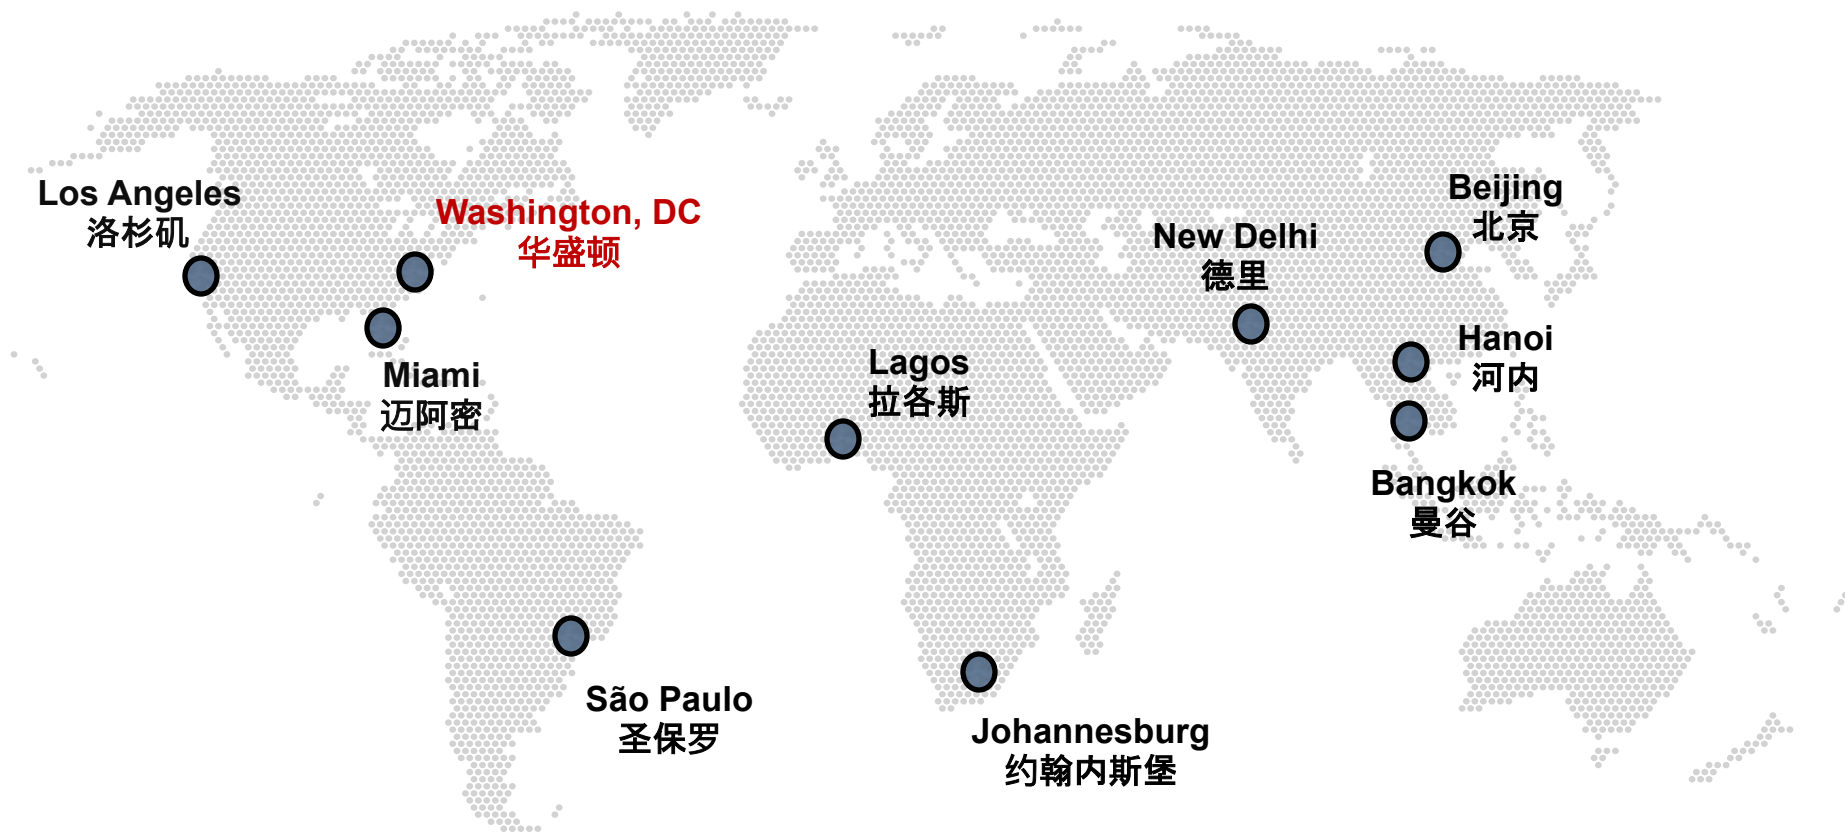 Los Angeles
洛杉矶
Washington, DC
华盛顿
Miami
迈阿密
São Paulo
圣保罗
Lagos
拉各斯
Johannesburg
约翰内斯堡
New Delhi
德里
Beijing
北京
Hanoi
河内
Bangkok
曼谷